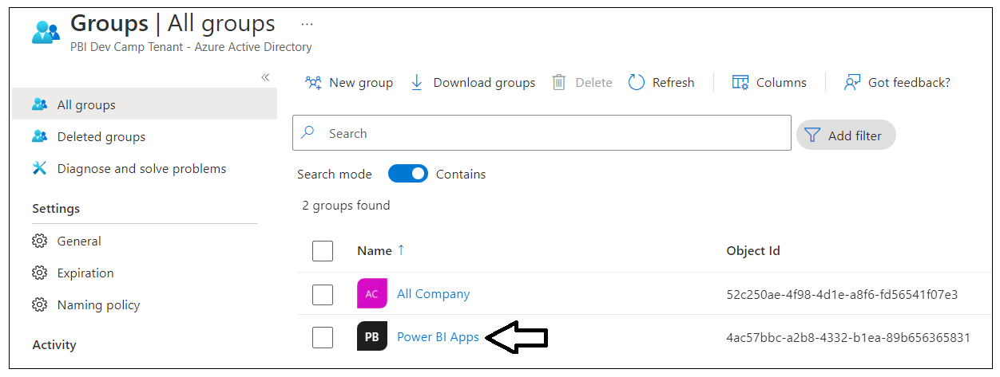 Groups | All groups ...
PBI Dev Camp Tenant - Azure Active Directory
«
All groups
Deleted groups
Diagnose and solve problems
Settings
General
Expiration
Naming policy
Activity
New group Download groups Delete Refresh Columns Got feedback?
Search Add filter
Search mode Contains
2 groups found
Name ↑ Object Id
AC All Company 52c250ae-4f98-4d1e-a8f6-fd56541f07e3
PB Power BI Apps 4ac57bbc-a2b8-4332-b1ea-89b656365831